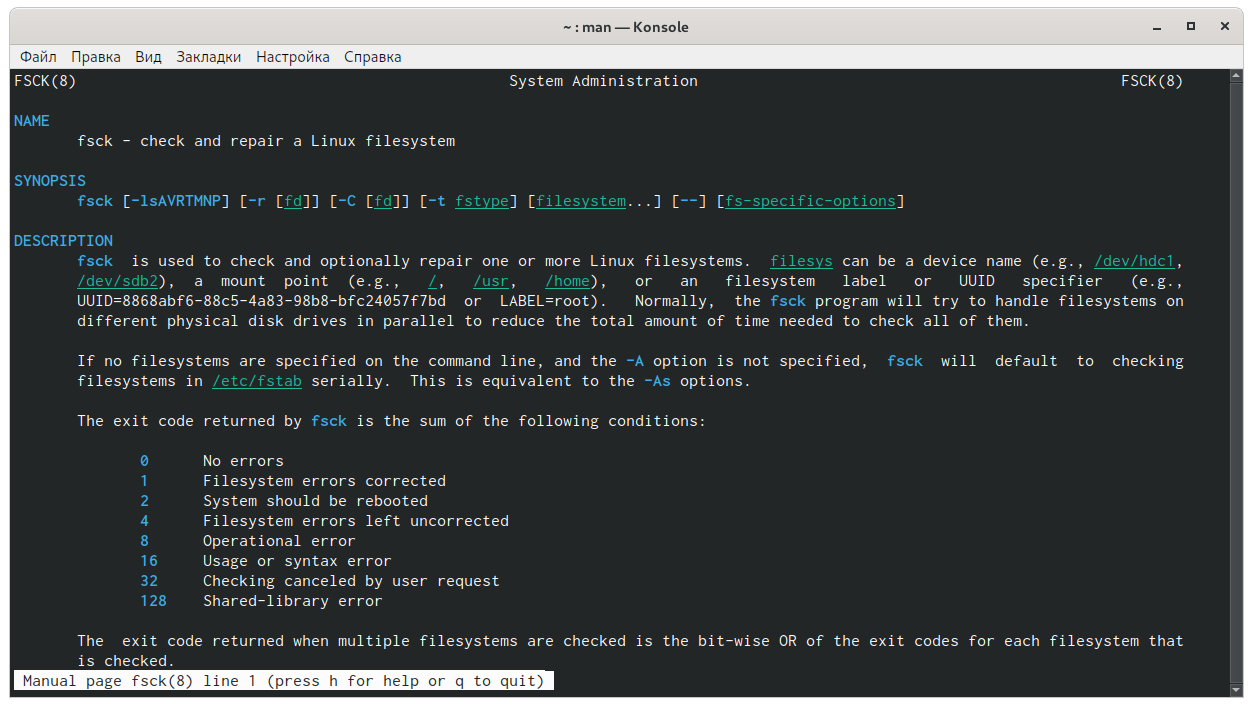 ~ : man — Konsole
Файл Правка Вид Закладки Настройка Справка
FSCK(8) System Administration FSCK(8)
NAME
fsck - check and repair a Linux filesystem
SYNOPSIS
fsck [-lsAVRTMNP] [-r [fd]] [-C [fd]] [-t fstype] [filesystem...] [--] [fs-specific-options]
DESCRIPTION
fsck is used to check and optionally repair one or more Linux filesystems. filesys can be a device name (e.g., /dev/hdc1,
/dev/sdb2), a mount point (e.g., /, /usr, /home), or an filesystem label or UUID specifier (e.g.,
UUID=8868abf6-88c5-4a83-98b8-bfc24057f7bd or LABEL=root). Normally, the fsck program will try to handle filesystems on
different physical disk drives in parallel to reduce the total amount of time needed to check all of them.
If no filesystems are specified on the command line, and the -A option is not specified, fsck will default to checking
filesystems in /etc/fstab serially. This is equivalent to the -As options.
The exit code returned by fsck is the sum of the following conditions:
0 No errors
1 Filesystem errors corrected
2 System should be rebooted
4 Filesystem errors left uncorrected
8 Operational error
16 Usage or syntax error
32 Checking canceled by user request
128 Shared-library error
The exit code returned when multiple filesystems are checked is the bit-wise OR of the exit codes for each filesystem that
is checked.
Manual page fsck(8) line 1 (press h for help or q to quit)